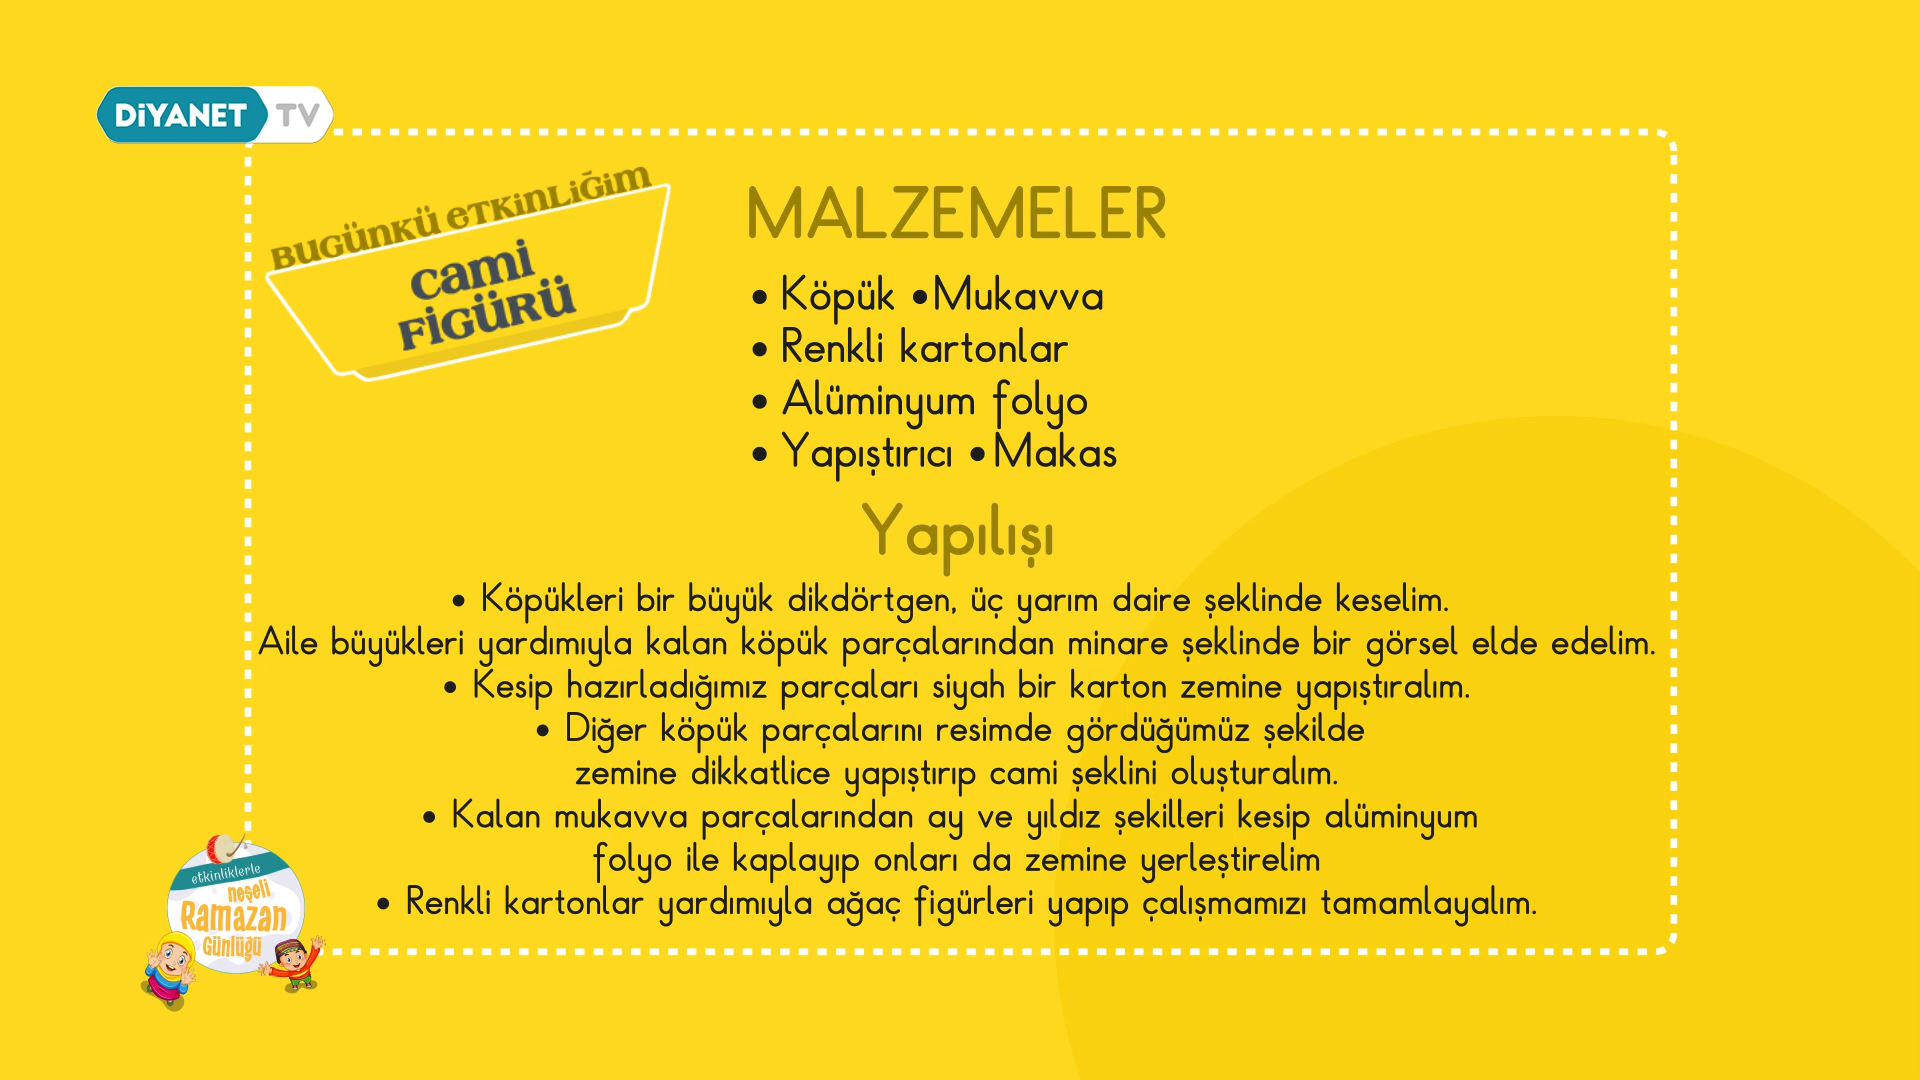 DiYANET TV
BUGÜNKÜ ETKİNLİĞİM
CAMİ
FİGÜRÜ
MALZEMELER
• Köpük • Mukavva
• Renkli kartonlar
• Alüminyum folyo
• Yapıştırıcı • Makas
Yapılışı
• Köpükleri bir büyük dikdörtgen, üç yarım daire şeklinde keselim.
Aile büyükleri yardımıyla kalan köpük parçalarından minare şeklinde bir görsel elde edelim.
• Kesip hazırladığımız parçaları siyah bir karton zemine yapıştıralım.
• Diğer köpük parçalarını resimde gördüğümüz şekilde
zemine dikkatlice yapıştırıp cami şeklini oluşturalım.
• Kalan mukavva parçalarından ay ve yıldız şekilleri kesip alüminyum
folyo ile kaplayıp onları da zemine yerleştirelim
• Renkli kartonlar yardımıyla ağaç figürleri yapıp çalışmamızı tamamlayalım.
etkinliklerle
neşeli
Ramazan
Günlüğü